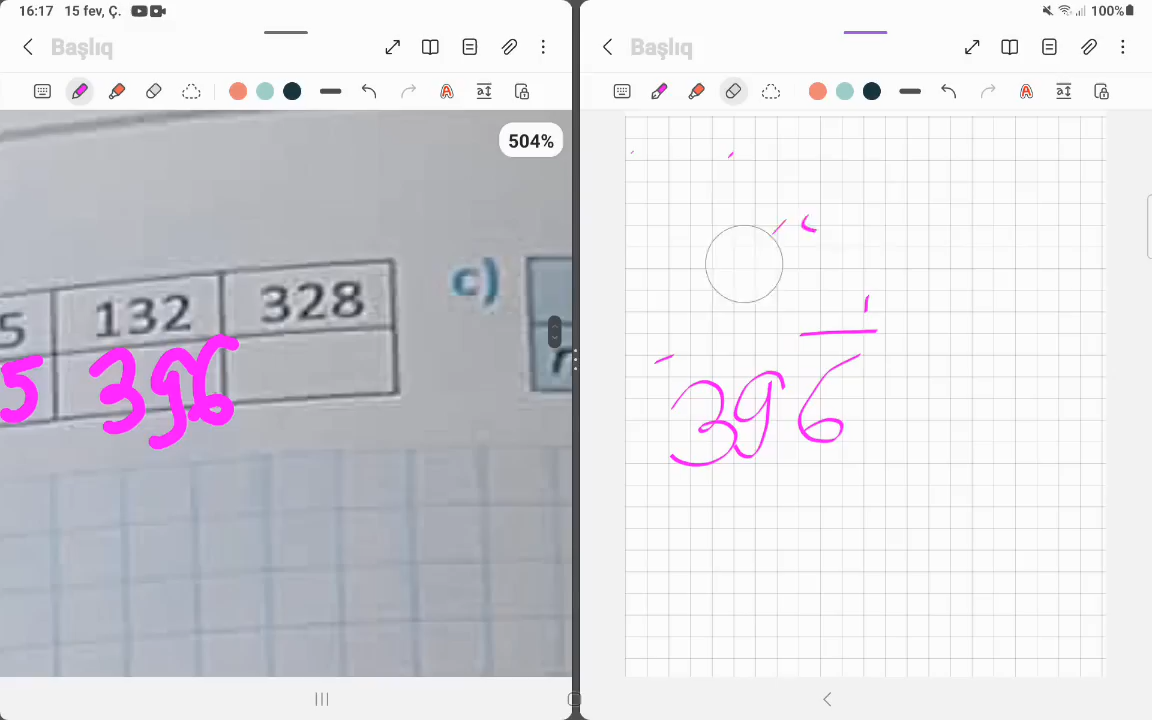 16:17 15 fev, Ç. 100%
Başlıq
Başlıq
504%
5 132 328 c)
5 396
396